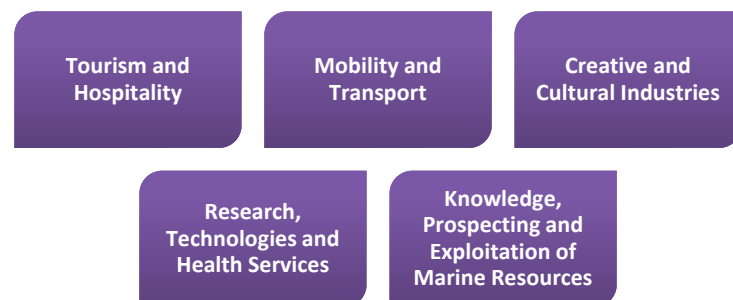 Tourism and
Hospitality
Mobility and
Transport
Creative and
Cultural Industries
Research,
Technologies and
Health Services
Knowledge,
Prospecting and
Exploitation of
Marine Resources